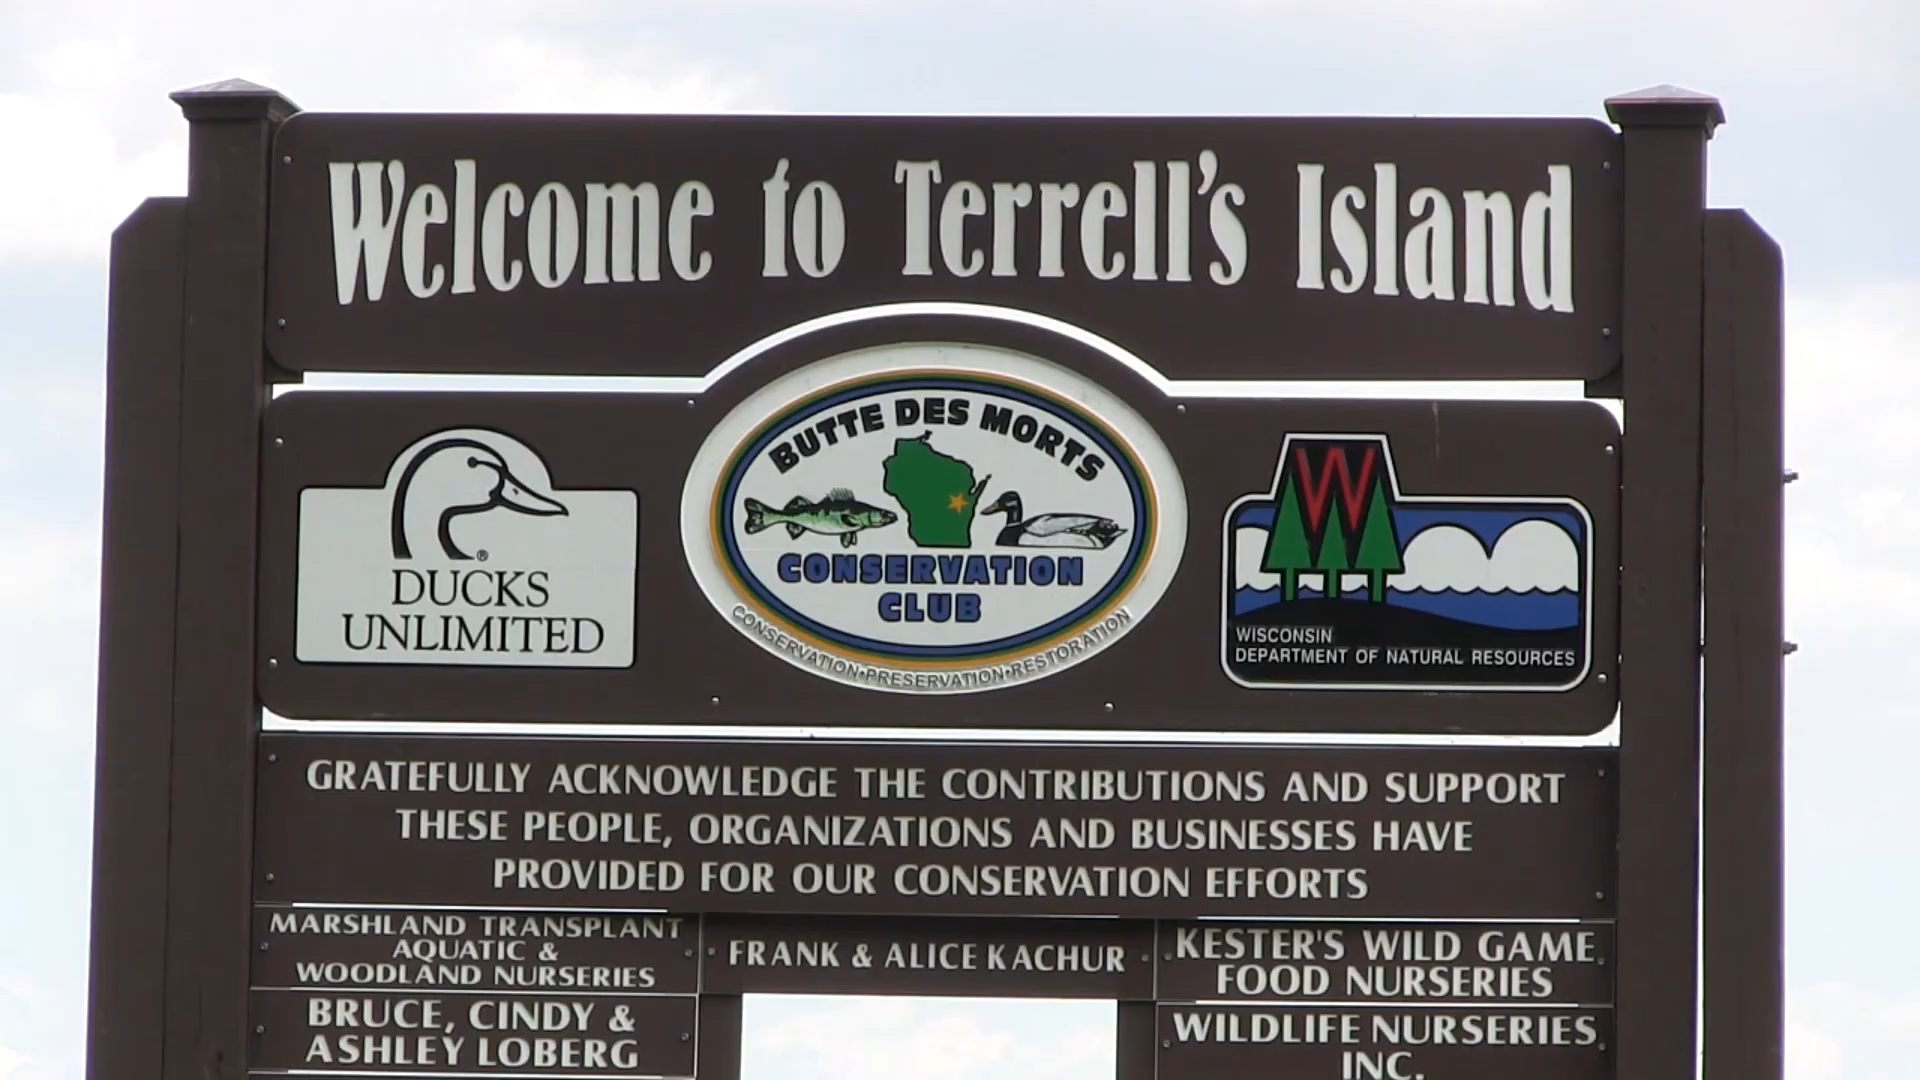 Welcome to Terrell's Island
DUCKS
UNLIMITED
®
BUTTE DES MORTS
CONSERVATION
CLUB
CONSERVATION•PRESERVATION•RESTORATION
W
WISCONSIN
DEPARTMENT OF NATURAL RESOURCES
GRATEFULLY ACKNOWLEDGE THE CONTRIBUTIONS AND SUPPORT
THESE PEOPLE, ORGANIZATIONS AND BUSINESSES HAVE
PROVIDED FOR OUR CONSERVATION EFFORTS
MARSHLAND TRANSPLANT
AQUATIC &
WOODLAND NURSERIES
FRANK & ALICE KACHUR
KESTER'S WILD GAME
FOOD NURSERIES
BRUCE, CINDY &
ASHLEY LOBERG
WILDLIFE NURSERIES
INC.